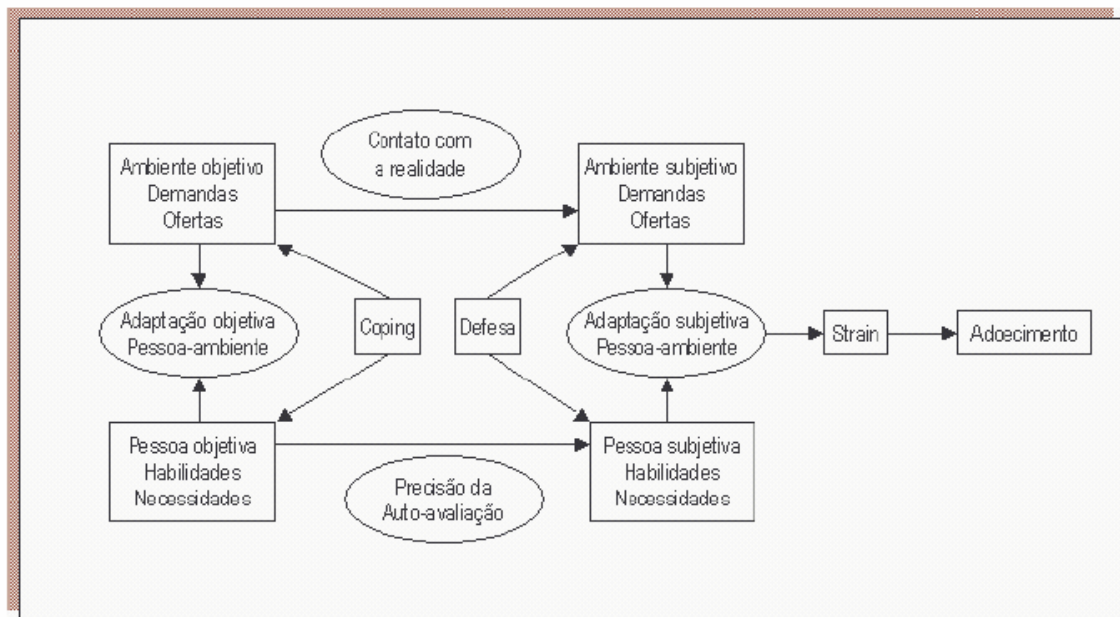 Contato com
a realidade
Ambiente objetivo
Demandas
Ofertas
Ambiente subjetivo
Demandas
Ofertas
Adaptação objetiva
Pessoa-ambiente
Coping
Defesa
Adaptação subjetiva
Pessoa-ambiente
Strain
Adoecimento
Pessoa objetiva
Habilidades
Necessidades
Pessoa subjetiva
Habilidades
Necessidades
Precisão da
Auto-avaliação